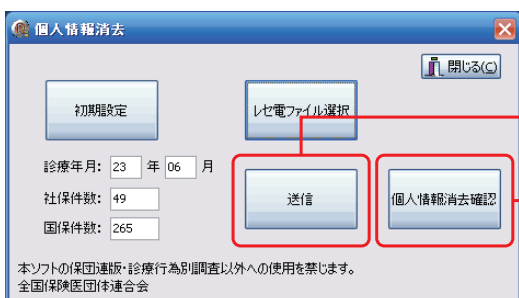 個人情報消去
閉じる(C)
初期設定
レセ電ファイル選択
診療年月: 23 年 06 月
社保件数: 49
国保件数: 265
送信
個人情報消去確認
本ソフトの保団連版・診療行為別調査以外への使用を禁じます。
全国保険医団体連合会